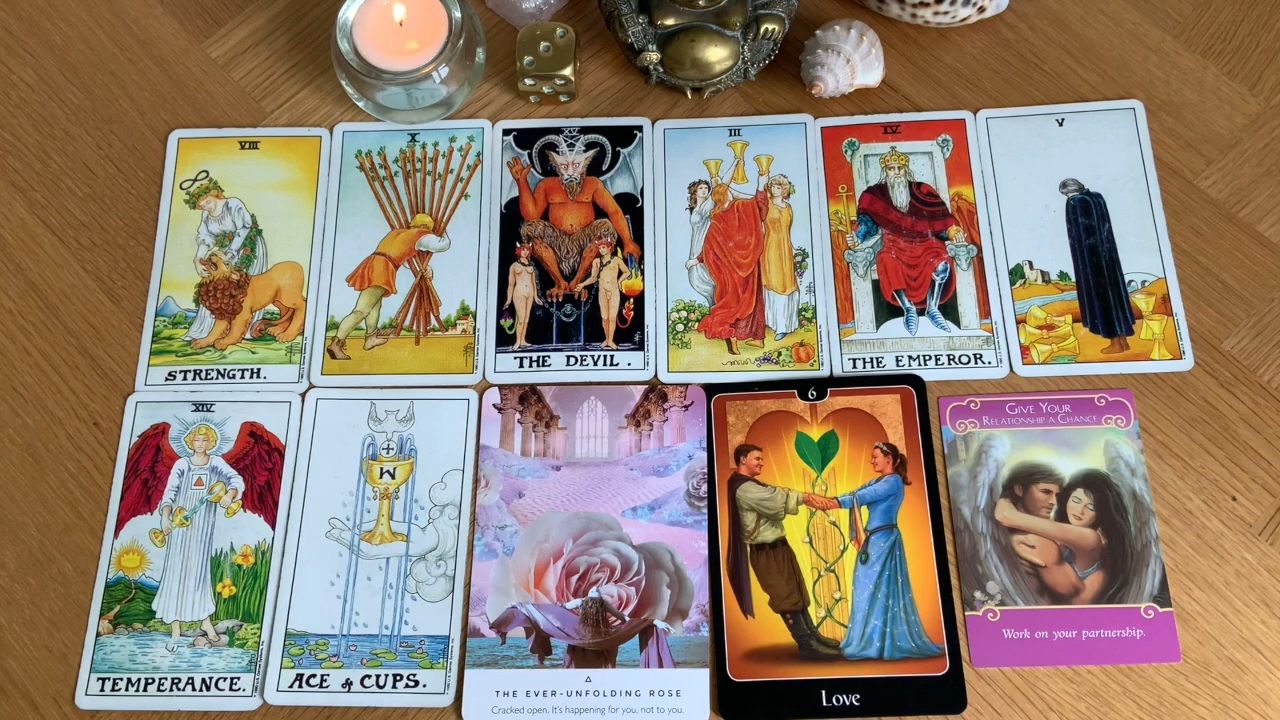 VIII
STRENGTH.
X
XV
THE DEVIL.
III
IV
THE EMPEROR.
V
XIV
TEMPERANCE.
ACE of CUPS.
THE EVER-UNFOLDING ROSE
Cracked open. It's happening for you, not to you.
6
Love
GIVE YOUR
RELATIONSHIP A CHANCE
Work on your partnership.